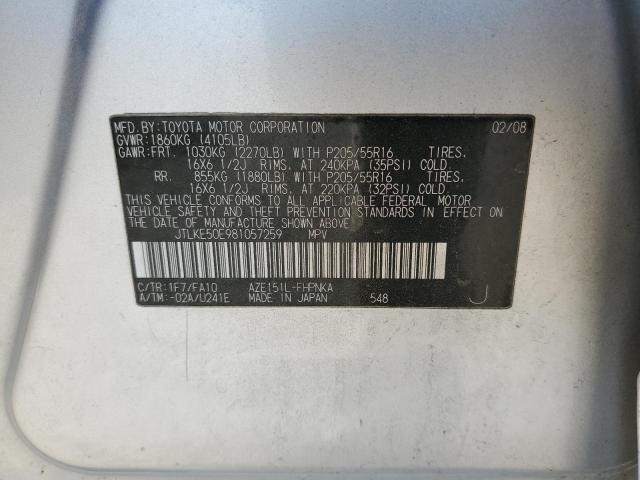 MFD. BY: TOYOTA MOTOR CORPORATION 02/08
GVWR: 1860KG (4105LB)
GAWR: FRT. 1030KG (2270LB) WITH P205/55R16 TIRES,
16X6 1/2J RIMS, AT 240KPA (35PSI) COLD.
RR. 855KG (1880LB) WITH P205/55R16 TIRES,
16X6 1/2J RIMS, AT 220KPA (32PSI) COLD.
THIS VEHICLE CONFORMS TO ALL APPLICABLE FEDERAL MOTOR
VEHICLE SAFETY AND THEFT PREVENTION STANDARDS IN EFFECT ON
THE DATE OF MANUFACTURE SHOWN ABOVE.
JTLKE50E981057259 MPV
C/TR: 1F7/FA10 AZE151L-FHPNKA
A/TM: -02A/U241E MADE IN JAPAN 548 J